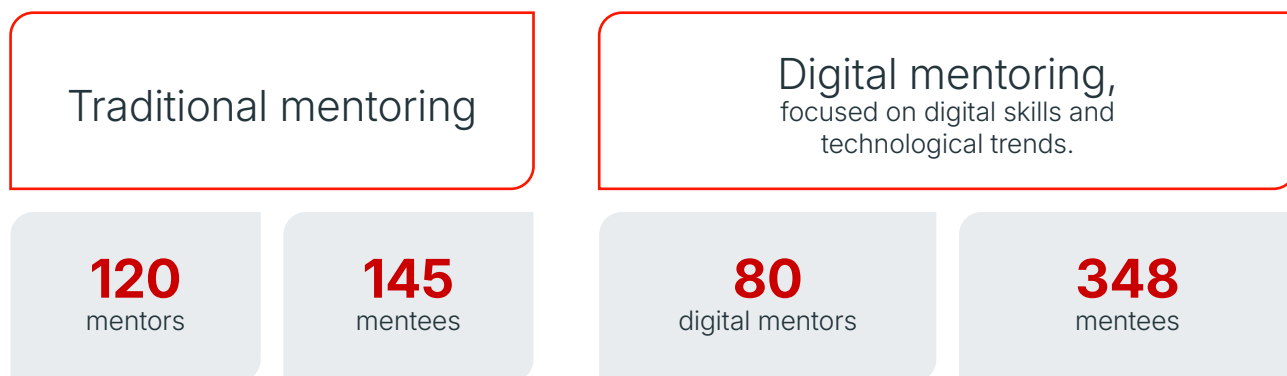 Traditional mentoring
120
mentors
145
mentees
Digital mentoring,
focused on digital skills and
technological trends.
80
digital mentors
348
mentees